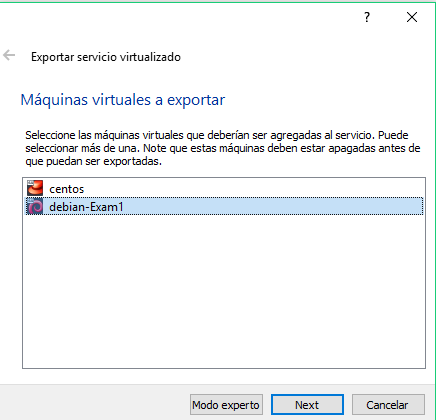 ?
Exportar servicio virtualizado
Máquinas virtuales a exportar
Seleccione las máquinas virtuales que deberían ser agregadas al servicio. Puede
seleccionar más de una. Note que estas máquinas deben estar apagadas antes de
que puedan ser exportadas.
centos
debian-Exam1
Modo experto
Next
Cancelar